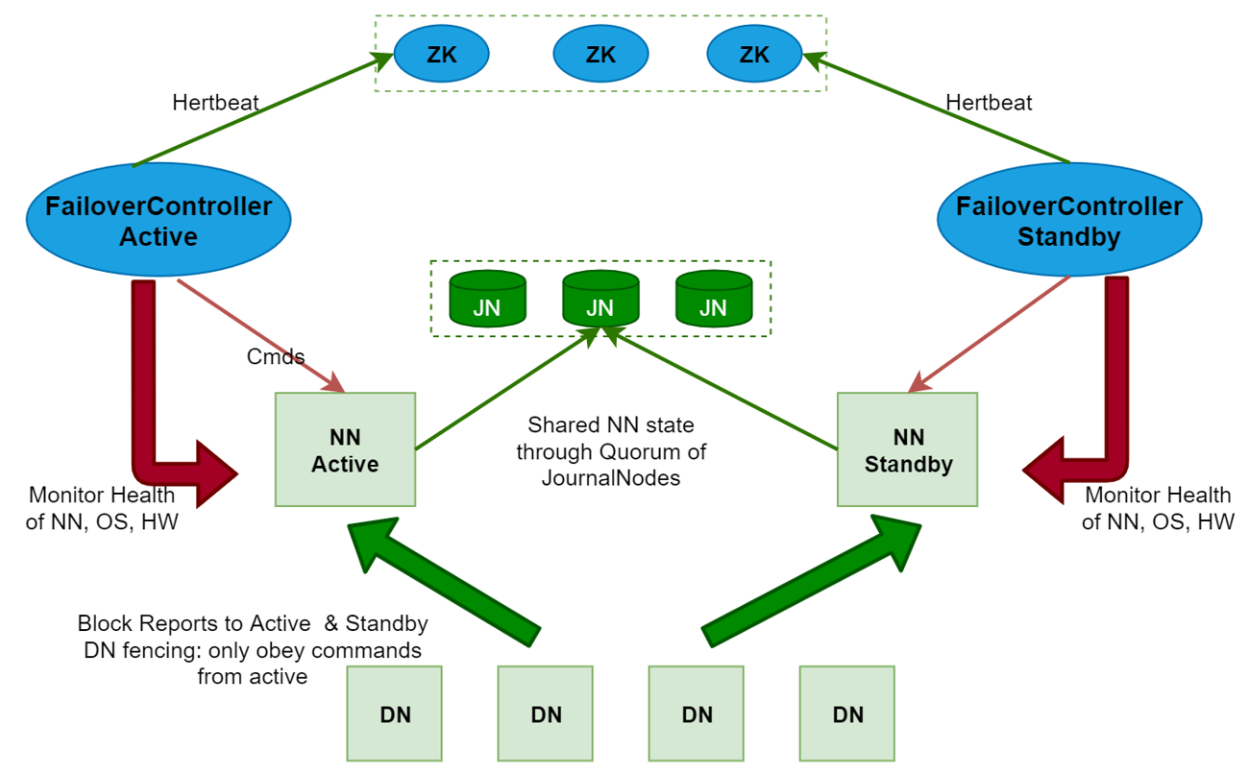 ZK
ZK
ZK
Hertbeat
Hertbeat
FailoverController
Active
FailoverController
Standby
JN
JN
JN
Cmds
NN
Active
Shared NN state
through Quorum of
JournalNodes
NN
Standby
Monitor Health
of NN, OS, HW
Monitor Health
of NN, OS, HW
Block Reports to Active & Standby
DN fencing: only obey commands
from active
DN
DN
DN
DN